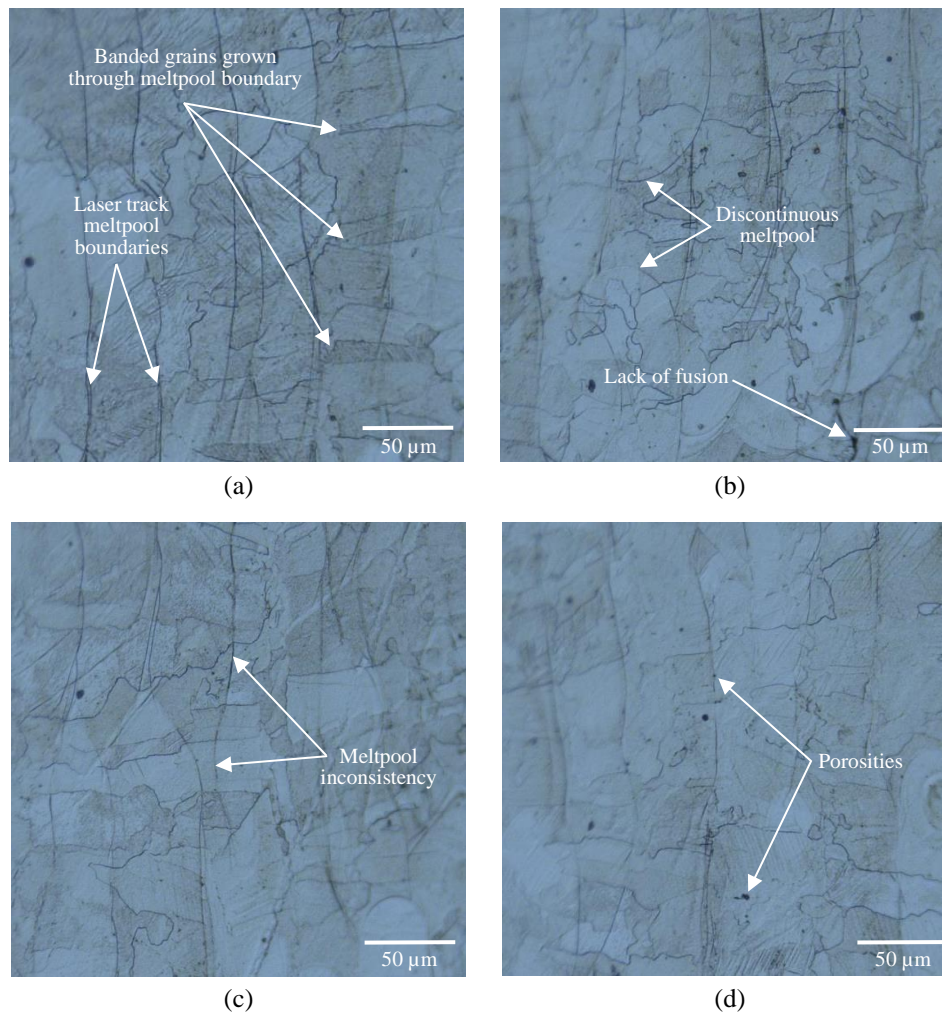 Banded grains grown
through meltpool boundary
Laser track
meltpool
boundaries
50 µm
(a)
Discontinuous
meltpool
Lack of fusion
50 µm
(b)
Meltpool
inconsistency
50 µm
(c)
Porosities
50 µm
(d)